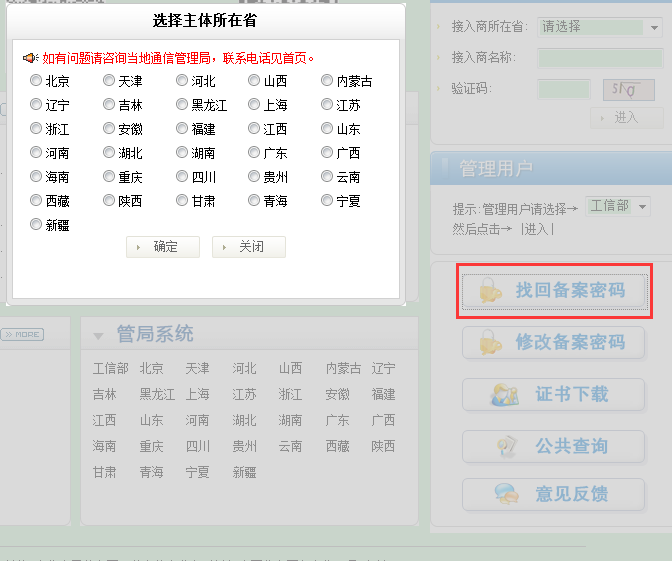 选择主体所在省
如有问题请咨询当地通信管理局，联系电话见首页。
北京 天津 河北 山西 内蒙古
辽宁 吉林 黑龙江 上海 江苏
浙江 安徽 福建 江西 山东
河南 湖北 湖南 广东 广西
海南 重庆 四川 贵州 云南
西藏 陕西 甘肃 青海 宁夏
新疆
确定 关闭
接入商所在省： 请选择
接入商名称：
验证码：
进入
管理用户
提示:管理用户请选择→ 工信部
然后点击→ |进入|
找回备案密码
修改备案密码
证书下载
公共查询
意见反馈
>> MORE
管局系统
工信部 北京 天津 河北 山西 内蒙古 辽宁
吉林 黑龙江 上海 江苏 浙江 安徽 福建
江西 山东 河南 湖北 湖南 广东 广西
海南 重庆 四川 贵州 云南 西藏 陕西
甘肃 青海 宁夏 新疆